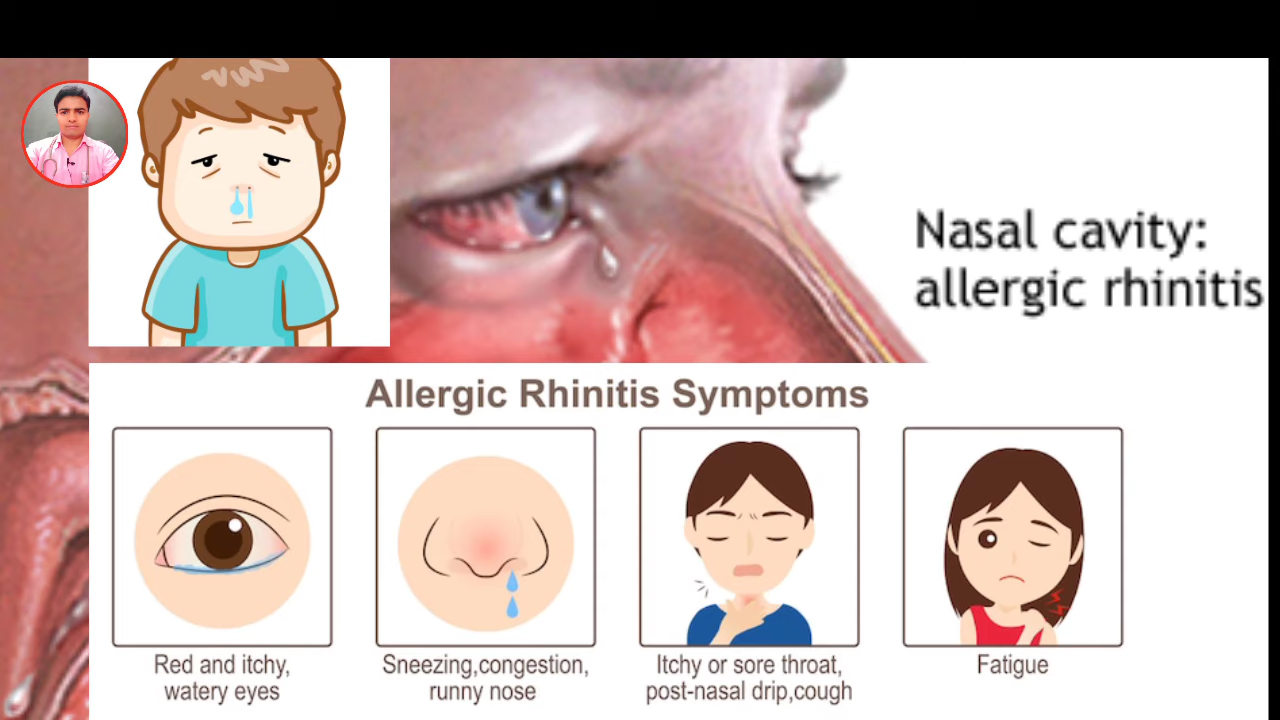 Nasal cavity:
allergic rhinitis
Allergic Rhinitis Symptoms
Red and itchy,
watery eyes
Sneezing,congestion,
runny nose
Itchy or sore throat,
post-nasal drip,cough
Fatigue